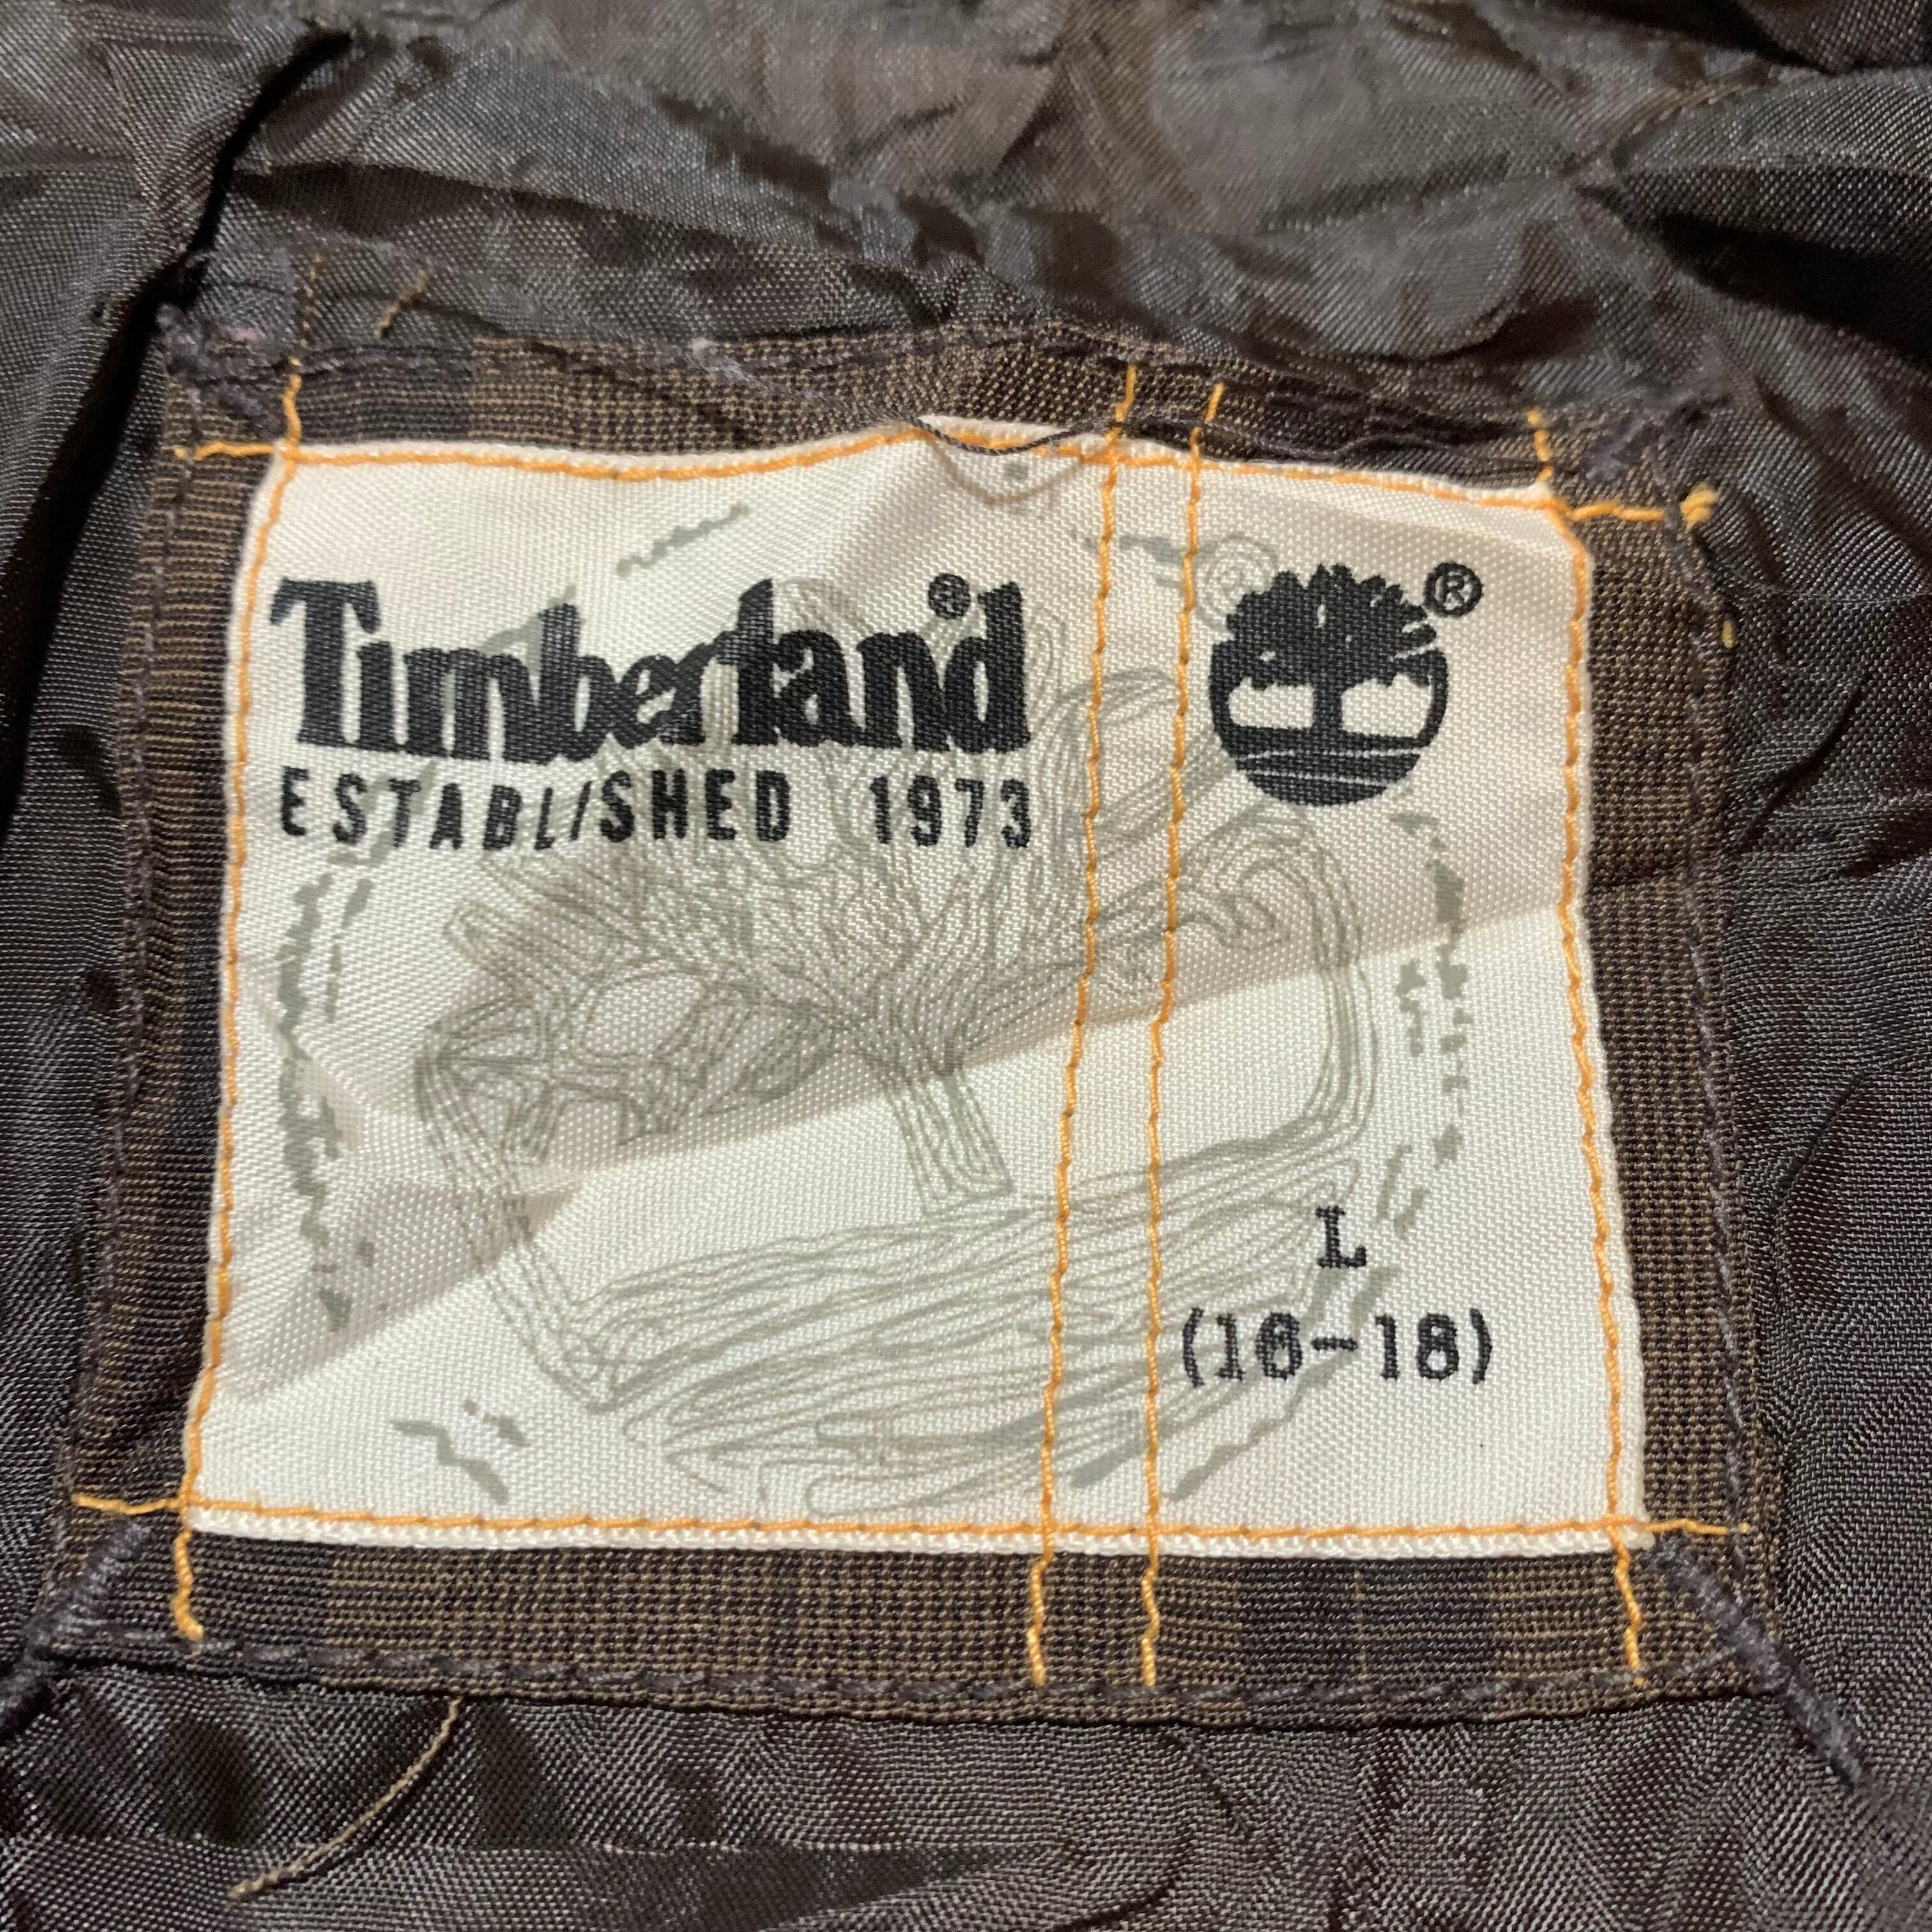 Timberland®
ESTABLISHED 1973
®
L
(16-18)